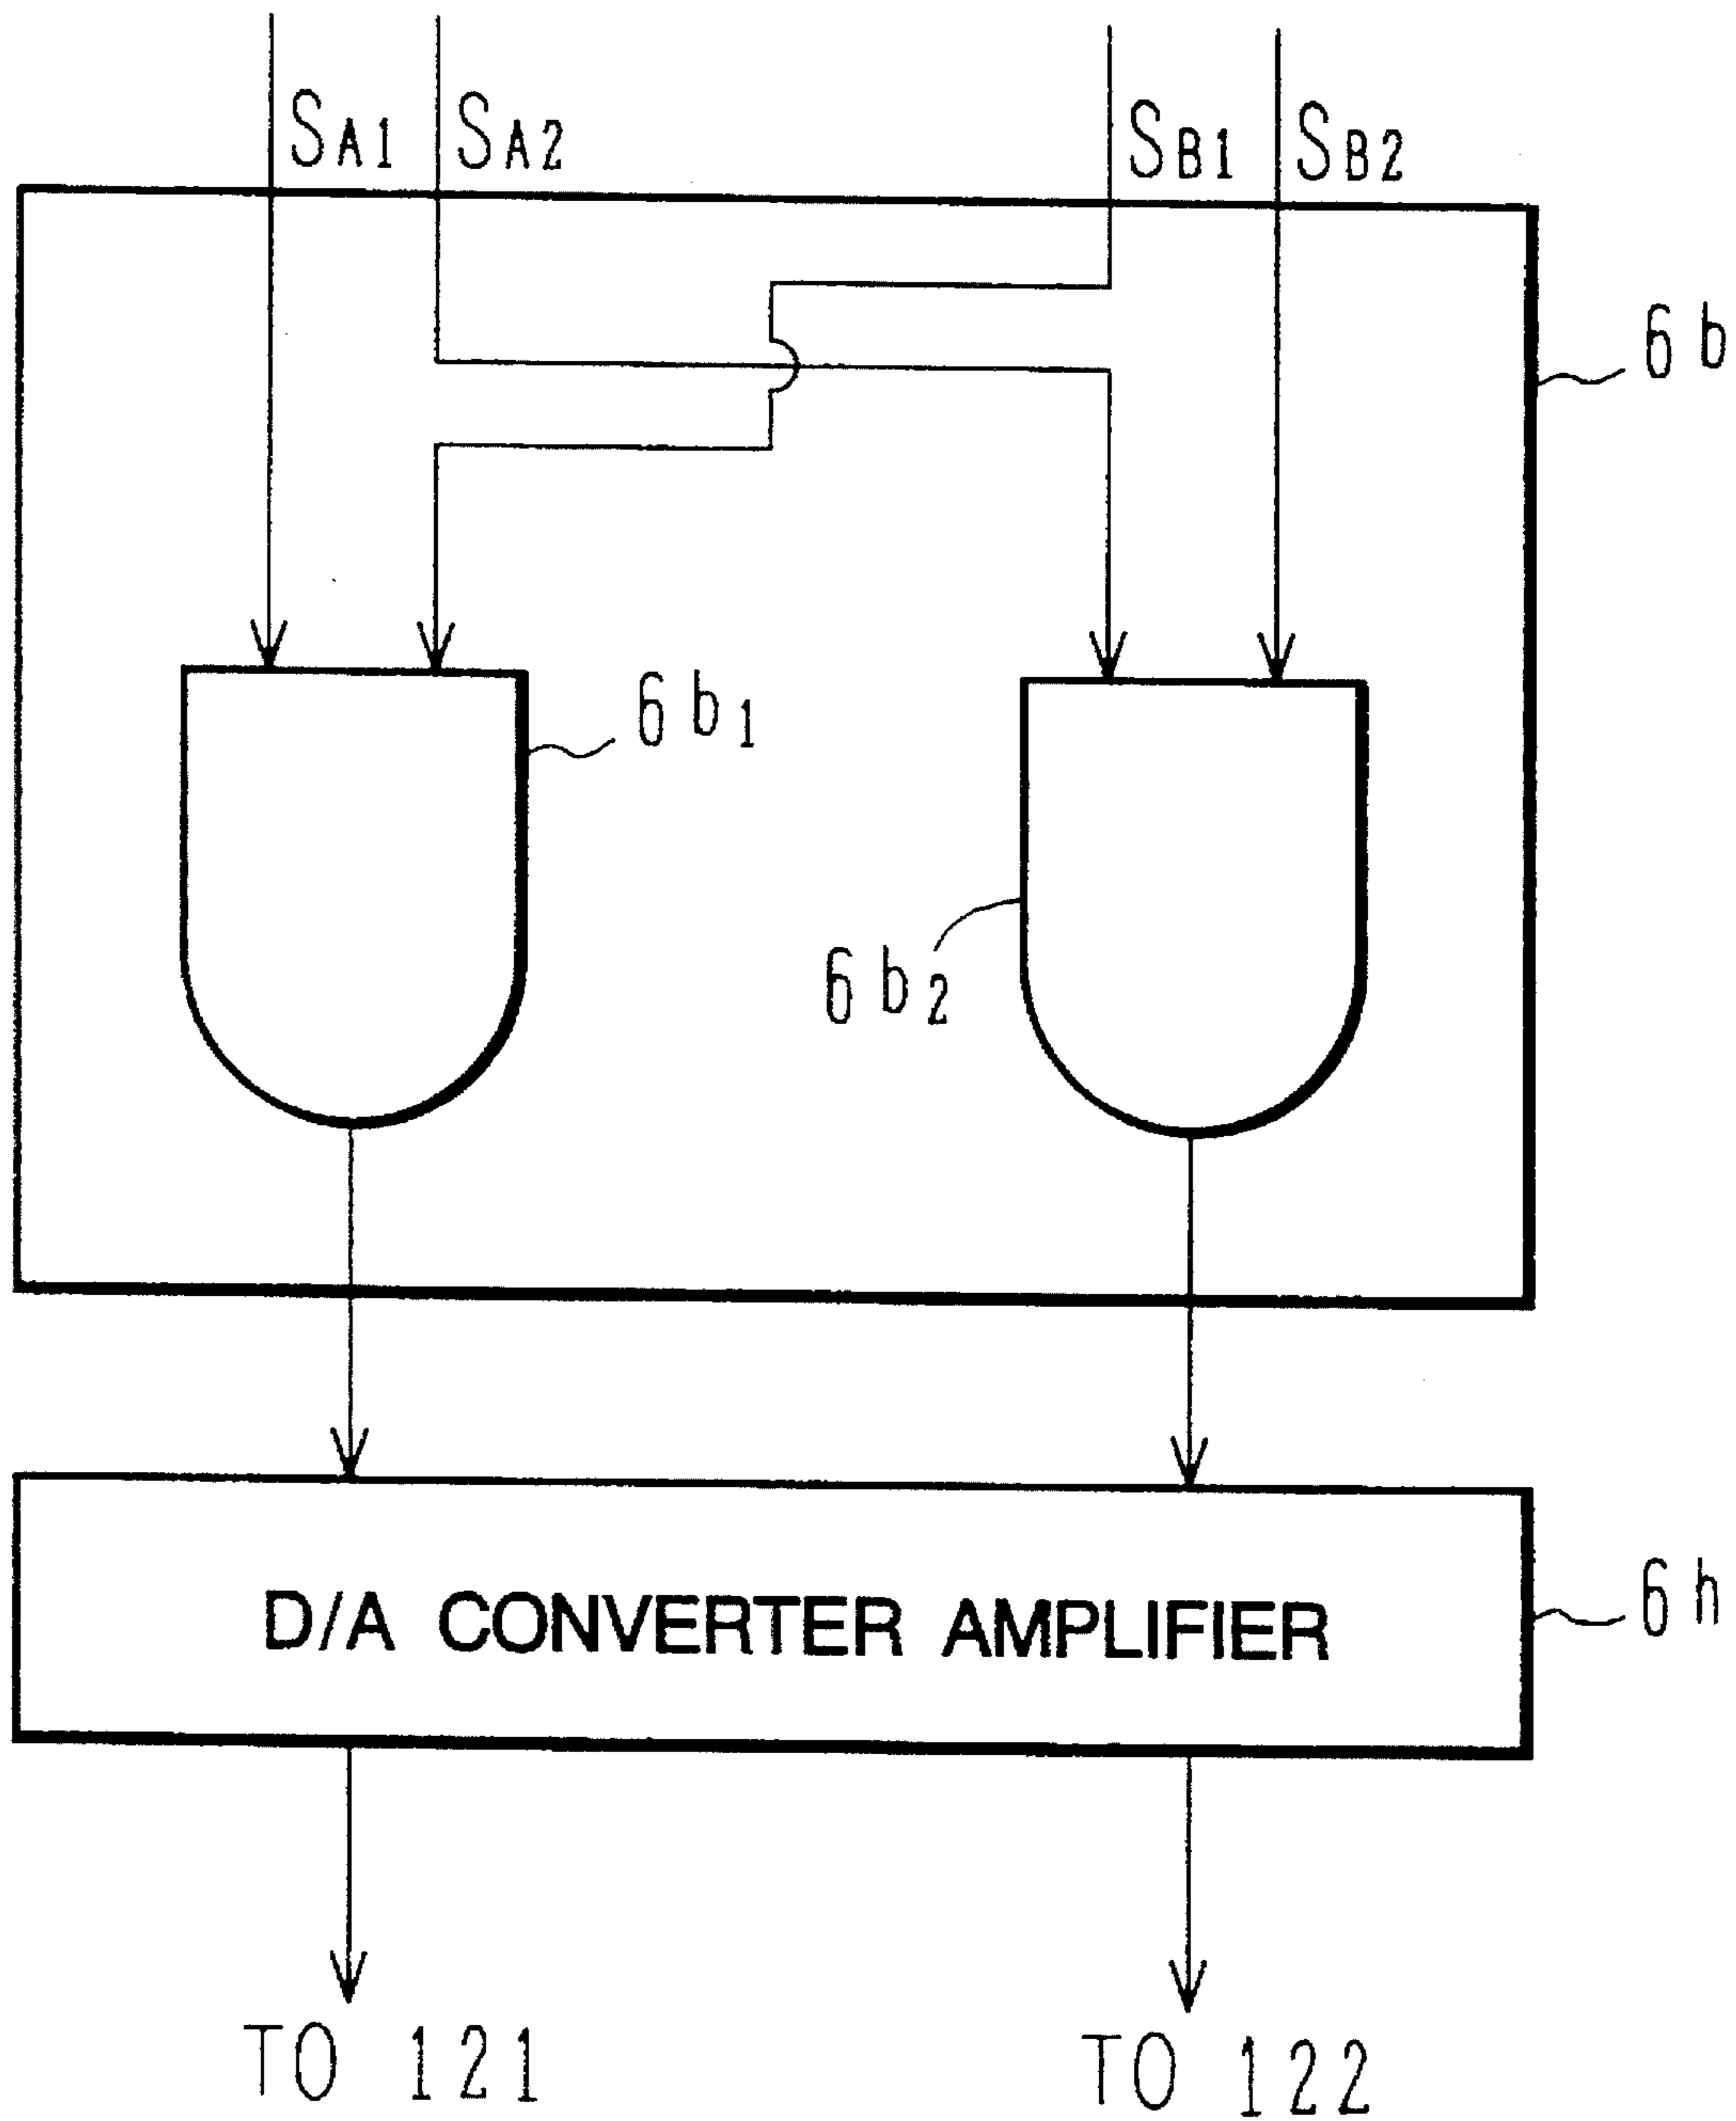 SA1 SA2 SB1 SB2
6b
6b1
6b2
D/A CONVERTER AMPLIFIER
6h
TO 121 TO 122